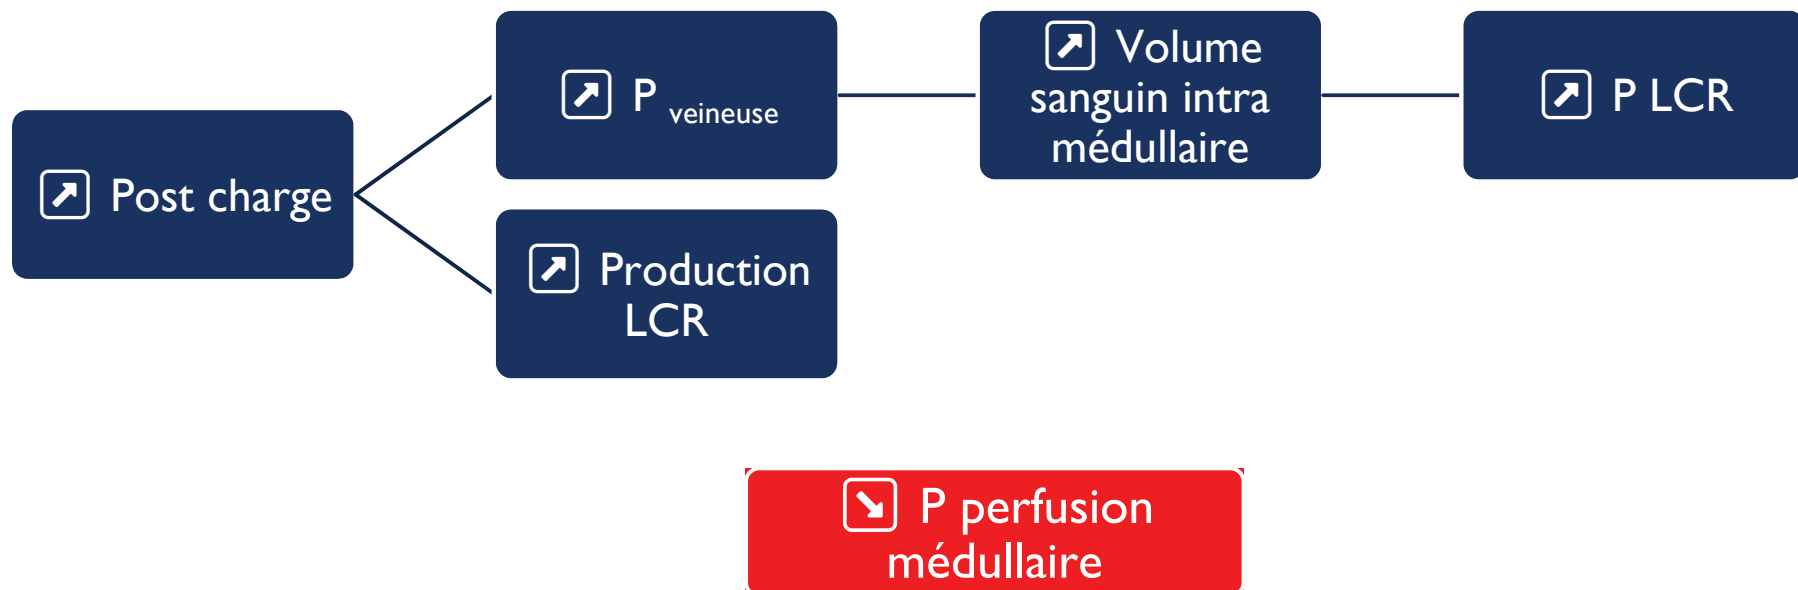 ↗ Post charge
↗ P veineuse
↗ Production
LCR
↗ Volume
sanguin intra
médullaire
↗ P LCR
↘ P perfusion
médullaire